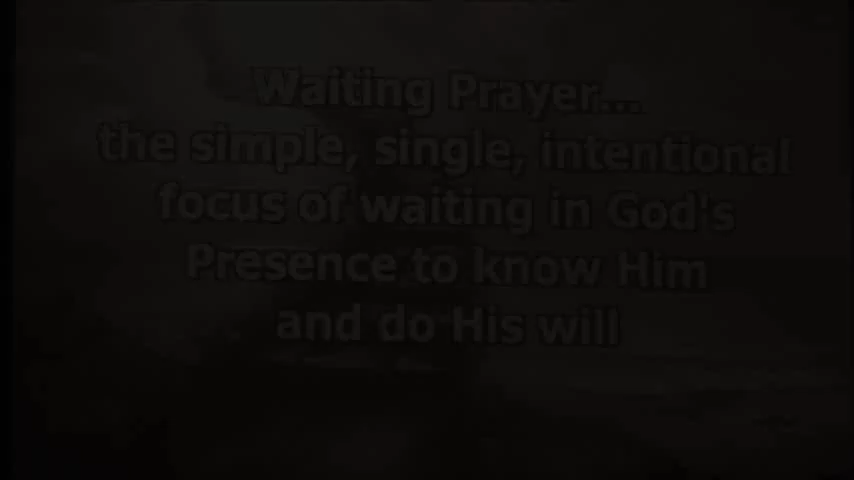 Waiting Prayer...
the simple, single, intentional
focus of waiting in God's
Presence to know Him
and do His will